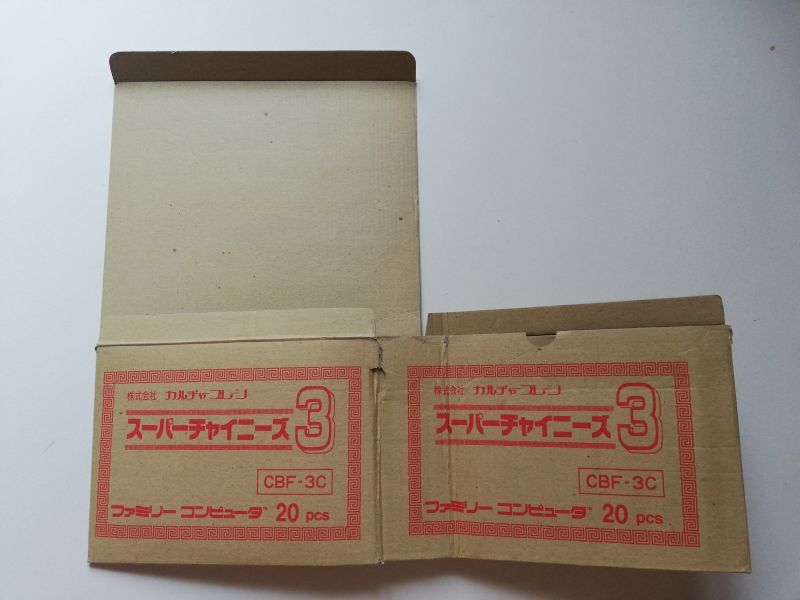 株式会社 カルチャーブレーン
スーパーチャイニーズ3
CBF-3C
ファミリー コンピュータ™ 20 pcs
株式会社 カルチャーブレーン
スーパーチャイニーズ3
CBF-3C
ファミリー コンピュータ™ 20 pcs